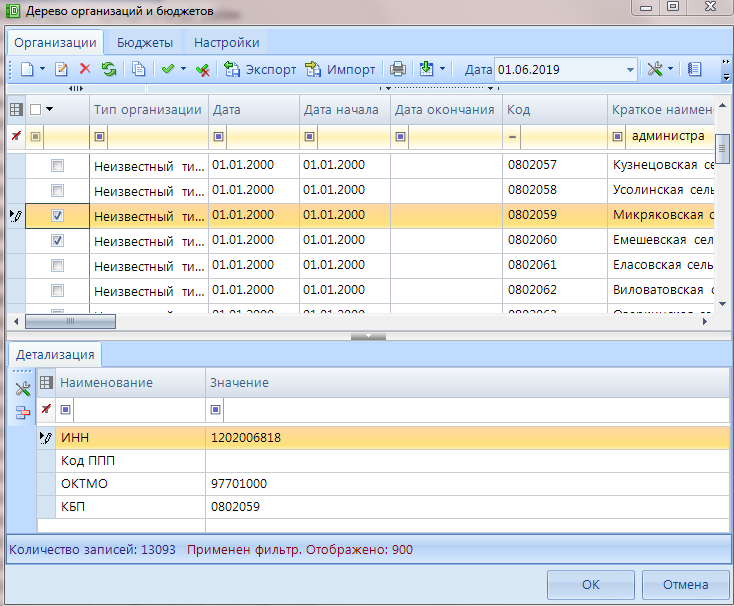 Дерево организаций и бюджетов
Организации Бюджеты Настройки
Экспорт Импорт Дата 01.06.2019
Тип организации Дата Дата начала Дата окончания Код Краткое наимен
администра
Неизвестный ти... 01.01.2000 01.01.2000 0802057 Кузнецовская се
Неизвестный ти... 01.01.2000 01.01.2000 0802058 Усолинская сель
Неизвестный ти... 01.01.2000 01.01.2000 0802059 Микряковская с
Неизвестный ти... 01.01.2000 01.01.2000 0802060 Емешевская сел
Неизвестный ти... 01.01.2000 01.01.2000 0802061 Еласовская сель
Неизвестный ти... 01.01.2000 01.01.2000 0802062 Виловатовская с
Детализация
Наименование Значение
ИНН 1202006818
Код ППП
ОКТМО 97701000
КБП 0802059
Количество записей: 13093 Применен фильтр. Отображено: 900
ОК Отмена